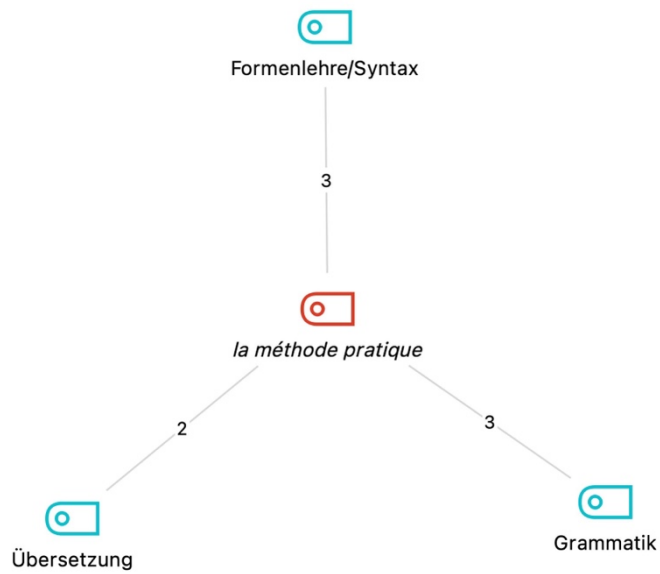 Formenlehre/Syntax
3
la méthode pratique
2
3
Übersetzung
Grammatik